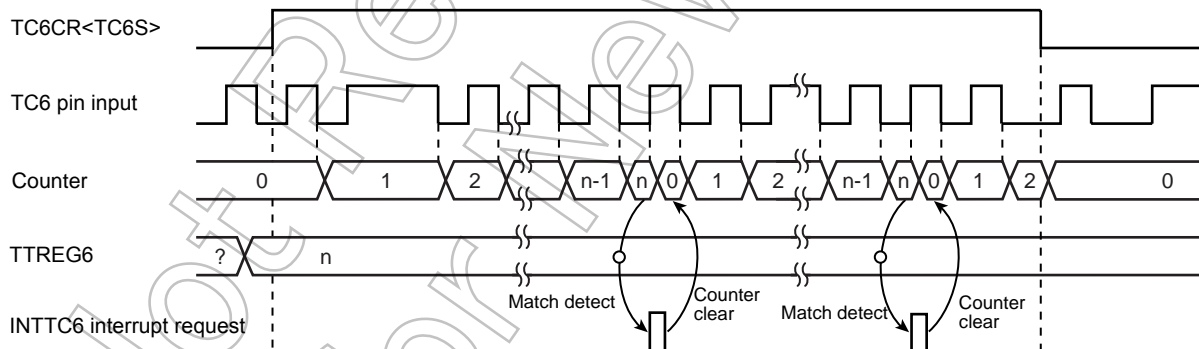 TC6CR<TC6S>
TC6 pin input
Counter 0 1 2 n-1 n 0 1 2 n-1 n 0 1 2 0
TTREG6 ? n
Match detect Counter clear Match detect Counter clear
INTTC6 interrupt request